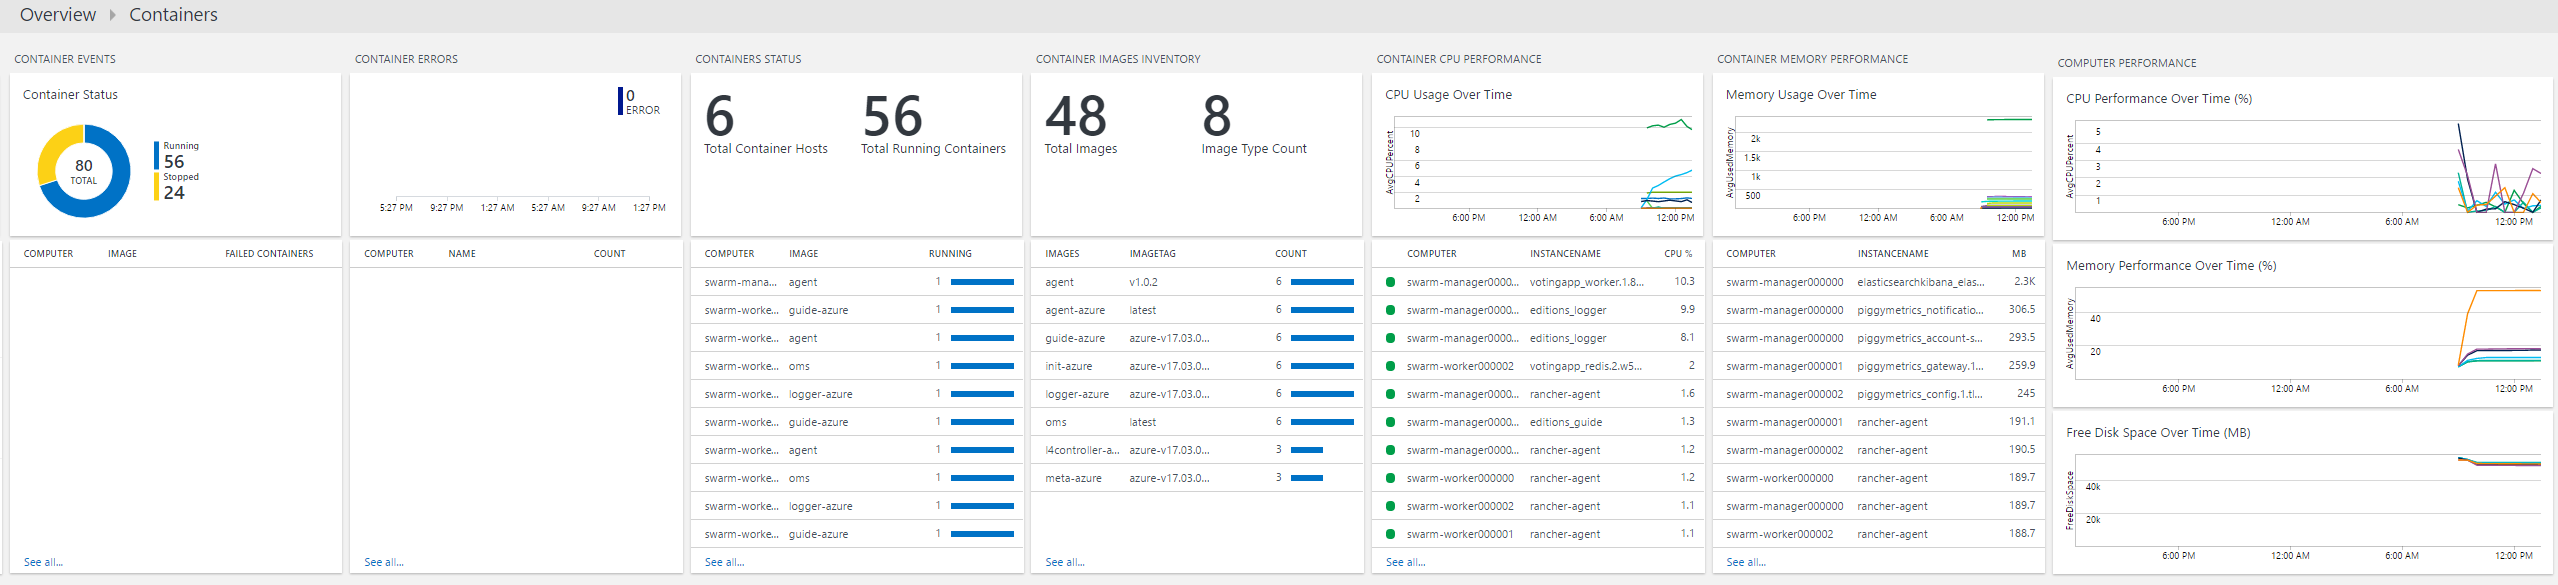 Overview Containers
CONTAINER EVENTS
Container Status
80
TOTAL
Running
56
Stopped
24
COMPUTER IMAGE FAILED CONTAINERS
See all...
CONTAINER ERRORS
0
ERROR
5:27 PM 9:27 PM 1:27 AM 5:27 AM 9:27 AM 1:27 PM
COMPUTER NAME COUNT
See all...
CONTAINERS STATUS
6 56
Total Container Hosts Total Running Containers
COMPUTER IMAGE RUNNING
swarm-mana... agent 1
swarm-worke... guide-azure 1
swarm-worke... agent 1
swarm-worke... oms 1
swarm-worke... logger-azure 1
swarm-worke... guide-azure 1
swarm-worke... agent 1
swarm-worke... oms 1
swarm-worke... logger-azure 1
swarm-worke... guide-azure 1
See all...
CONTAINER IMAGES INVENTORY
48 8
Total Images Image Type Count
IMAGES IMAGETAG COUNT
agent v1.0.2 6
agent-azure latest 6
guide-azure azure-v17.03.0... 6
init-azure azure-v17.03.0... 6
logger-azure azure-v17.03.0... 6
oms latest 6
l4controller-a... azure-v17.03.0... 3
meta-azure azure-v17.03.0... 3
See all...
CONTAINER CPU PERFORMANCE
CPU Usage Over Time
AvgCPUPercent
10
8
6
4
2
6:00 PM 12:00 AM 6:00 AM 12:00 PM
COMPUTER INSTANCENAME CPU %
swarm-manager0000... votingapp_worker.1.8... 10.3
swarm-manager0000... editions_logger 9.9
swarm-manager0000... editions_logger 8.1
swarm-worker000002 votingapp_redis.2.w5... 2
swarm-manager0000... rancher-agent 1.6
swarm-manager0000... editions_guide 1.3
swarm-manager0000... rancher-agent 1.2
swarm-worker000000 rancher-agent 1.2
swarm-worker000002 rancher-agent 1.1
swarm-worker000001 rancher-agent 1.1
See all...
CONTAINER MEMORY PERFORMANCE
Memory Usage Over Time
AvgUsedMemory
2k
1.5k
1k
500
6:00 PM 12:00 AM 6:00 AM 12:00 PM
COMPUTER INSTANCENAME MB
swarm-manager000000 elasticsearchkibana_elas... 2.3K
swarm-manager000000 piggymetrics_notificatio... 306.5
swarm-manager000000 piggymetrics_account-s... 293.5
swarm-manager000001 piggymetrics_gateway.1... 259.9
swarm-manager000002 piggymetrics_config.1.tl... 245
swarm-manager000001 rancher-agent 191.1
swarm-manager000002 rancher-agent 190.5
swarm-worker000000 rancher-agent 189.7
swarm-manager000000 rancher-agent 189.7
swarm-worker000002 rancher-agent 188.7
See all...
COMPUTER PERFORMANCE
CPU Performance Over Time (%)
AvgCPUPercent
5
4
3
2
1
6:00 PM 12:00 AM 6:00 AM 12:00 PM
Memory Performance Over Time (%)
AvgUsedMemory
40
20
6:00 PM 12:00 AM 6:00 AM 12:00 PM
Free Disk Space Over Time (MB)
FreeDiskSpace
40k
20k
6:00 PM 12:00 AM 6:00 AM 12:00 PM